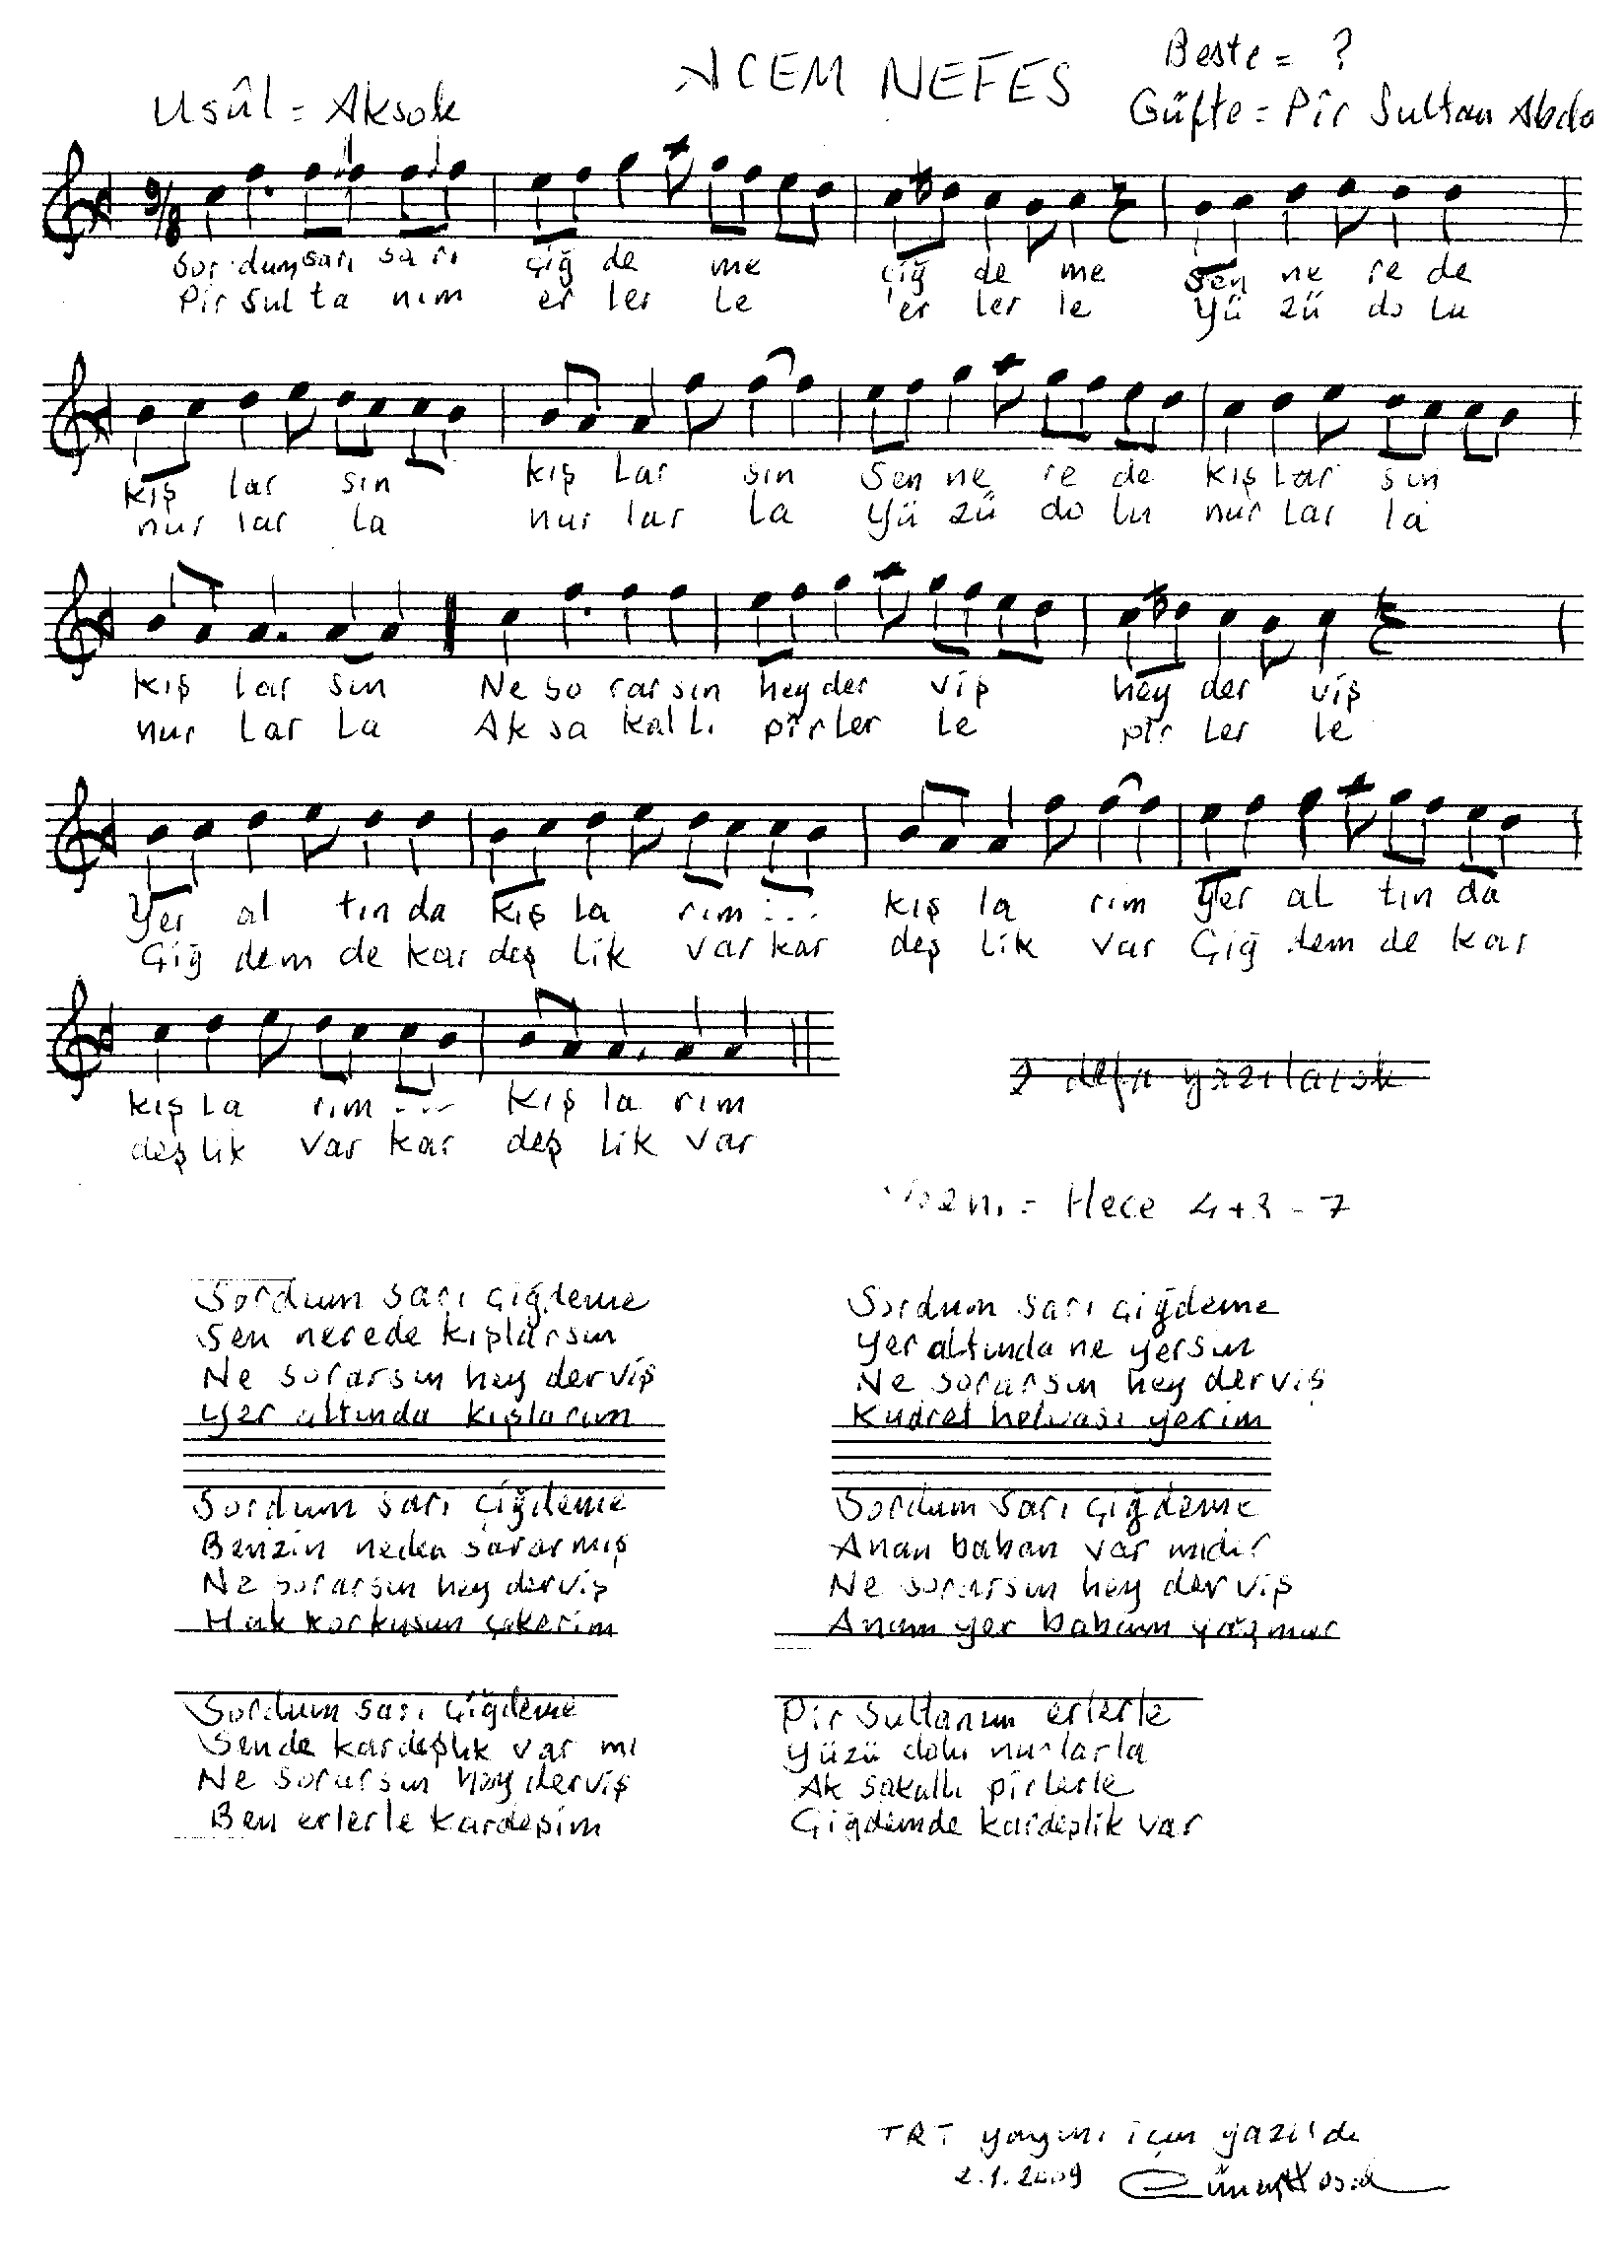 ACEM NEFES
Beste = ?
Usûl = Aksak
Güfte = Pîr Sultan Abda
9/8
Sor dum sarı sa rı çiğ de me çiğ de me Sen ne re de
Pir Sul ta nım er ler le er ler le Yü zü do lu
kış lar sın kış lar sın Sen ne re de kış lar sın
nur lar la nur lar la Yü zü do lu nur lar la
kış lar sın Ne so rar sın hey der viş hey der viş
nur lar la Ak sa kal lı pîr ler le pîr ler le
Yer al tın da kış la rım ... kış la rım Yer al tın da
Çiğ dem de kar deş lik var kar deş lik var Çiğ dem de kar
kış la rım ... kış la rım
deş lik var kar deş lik var
2 defa yazılacak
Vezni = Hece 4+3=7
Sordum sarı çiğdeme
Sen nerede kışlarsın
Ne sorarsın hey derviş
Yer altında kışlarım
Sordum sarı çiğdeme
Yer altında ne yersin
Ne sorarsın hey derviş
Kudret helvası yerim
Sordum sarı çiğdeme
Benzin neden sararmış
Ne sorarsın hey derviş
Hak korkusun çekerim
Sordum sarı çiğdeme
Anan baban var mıdır
Ne sorarsın hey derviş
Anam yer babam yağmur
Sordum sarı çiğdeme
Sende kardeşlik var mı
Ne sorarsın hey derviş
Ben erlerle kardeşim
Pir Sultanım erlerle
Yüzü dolu nurlarla
Ak sakallı pîrlerle
Çiğdemde kardeşlik var
TRT yayını için yazıldı
2.1.2009